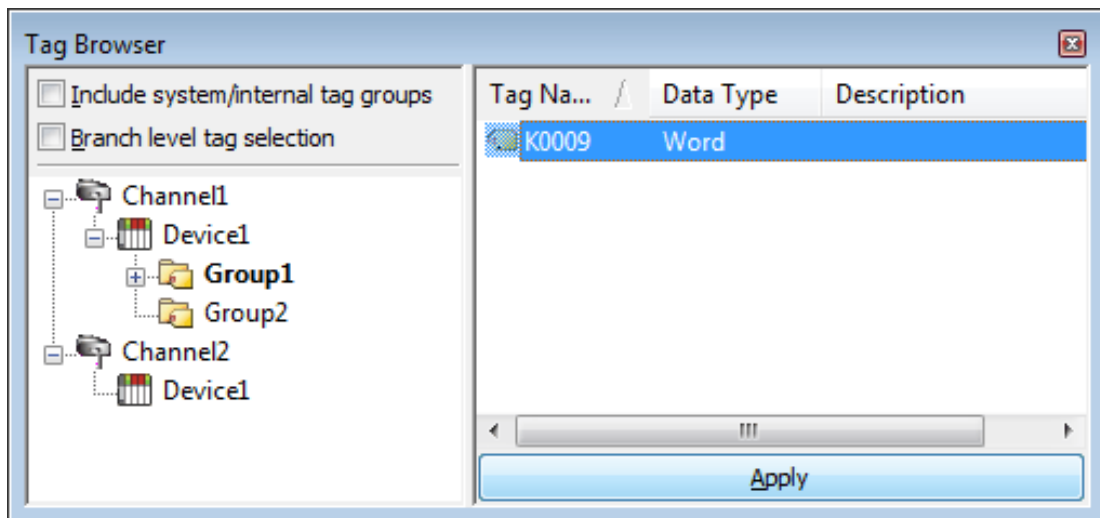 Tag Browser
Include system/internal tag groups
Branch level tag selection
Channel1
Device1
Group1
Group2
Channel2
Device1
Tag Na... Data Type Description
K0009 Word
Apply